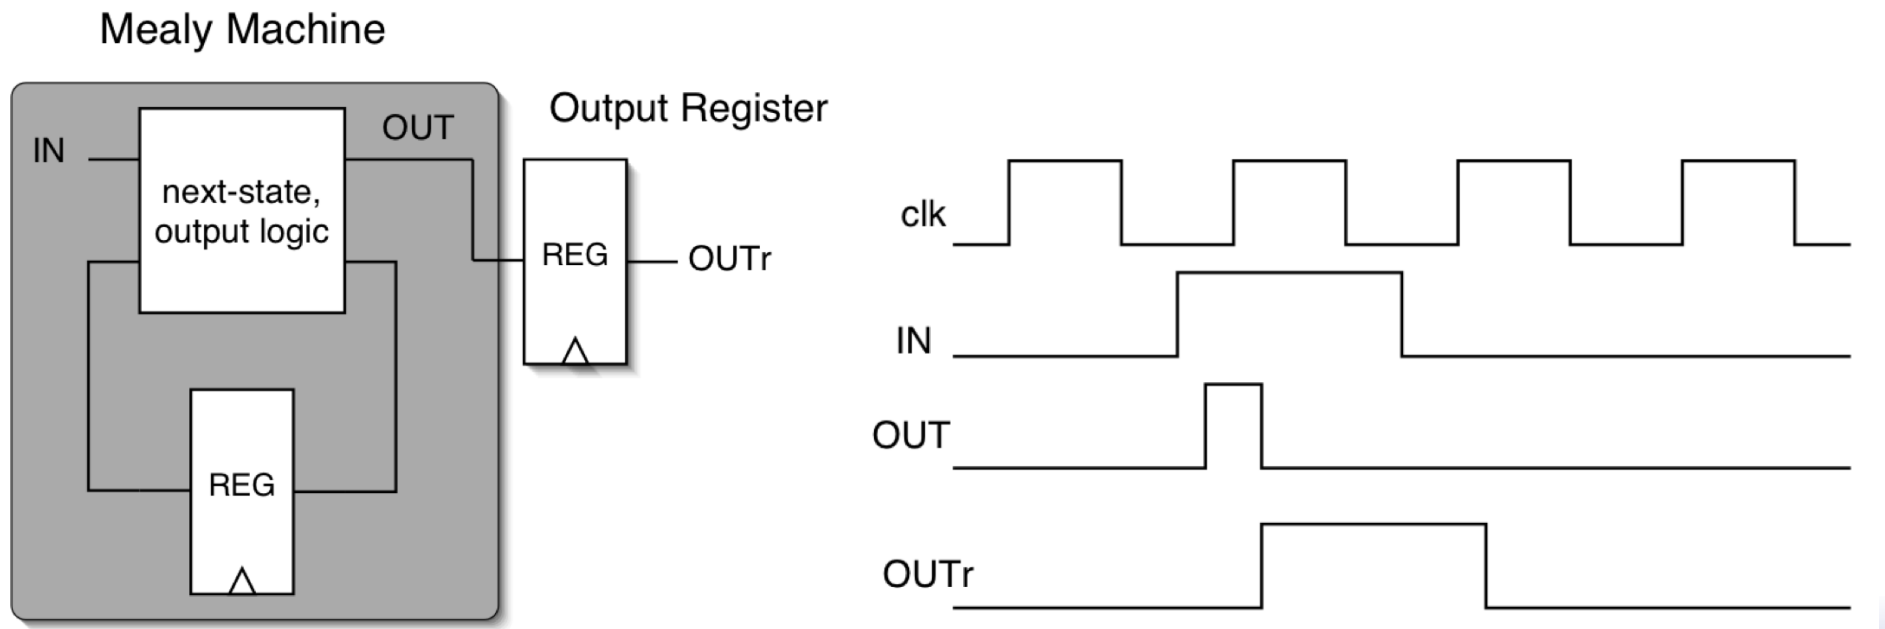 Mealy Machine
IN
OUT
next-state,
output logic
REG
Output Register
REG
OUTr
clk
IN
OUT
OUTr